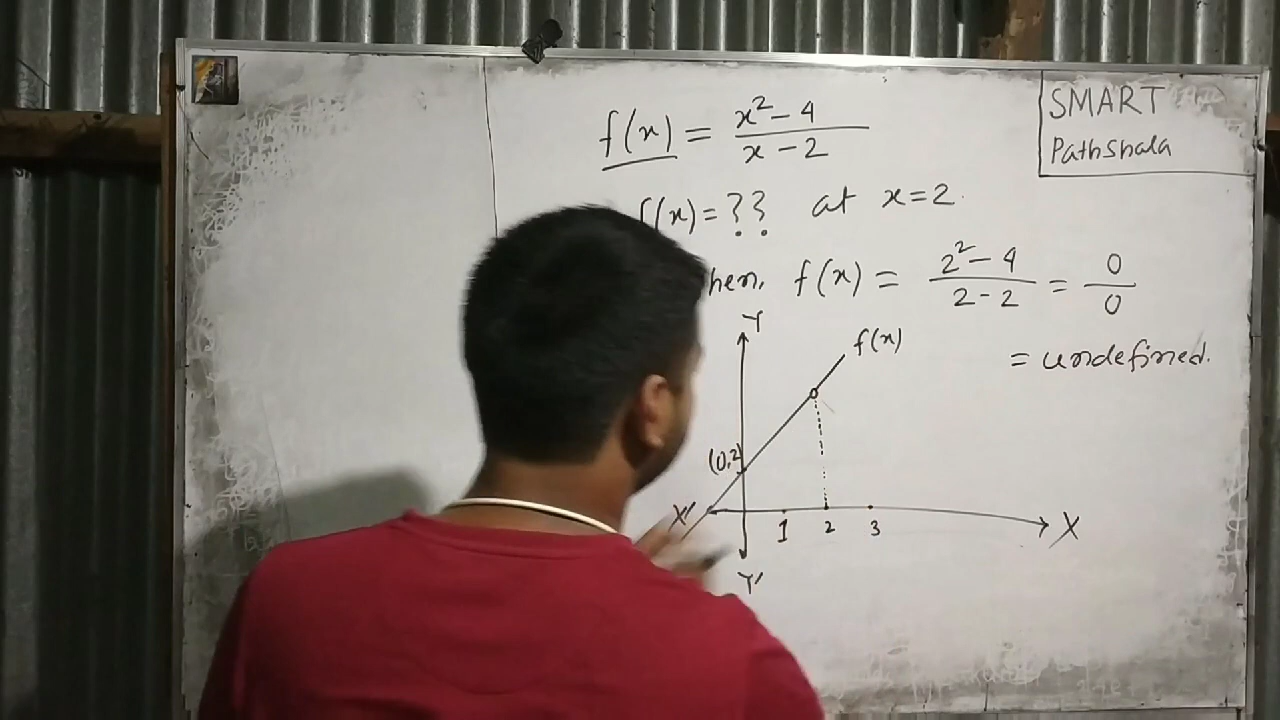 SMART
Pathshala
f(x) = x² - 4 / x - 2
f(x) = ?? at x = 2.
hen, f(x) = 2² - 4 / 2 - 2 = 0 / 0
= undefined.
Y
f(x)
(0,2)
X' 1 2 3 X
Y'